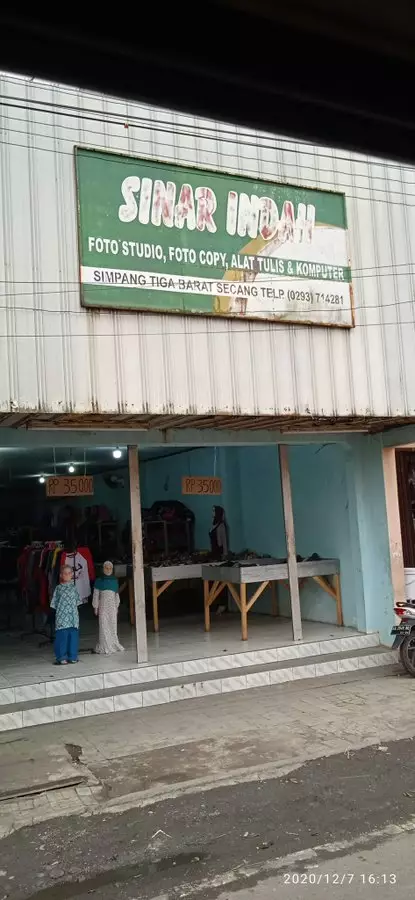 SINAR INDAH
FOTO STUDIO, FOTO COPY, ALAT TULIS & KOMPUTER
SIMPANG TIGA BARAT SECANG TELP. (0293) 714281
RP 35.000
RP 35.000
2020/12/7 16:13